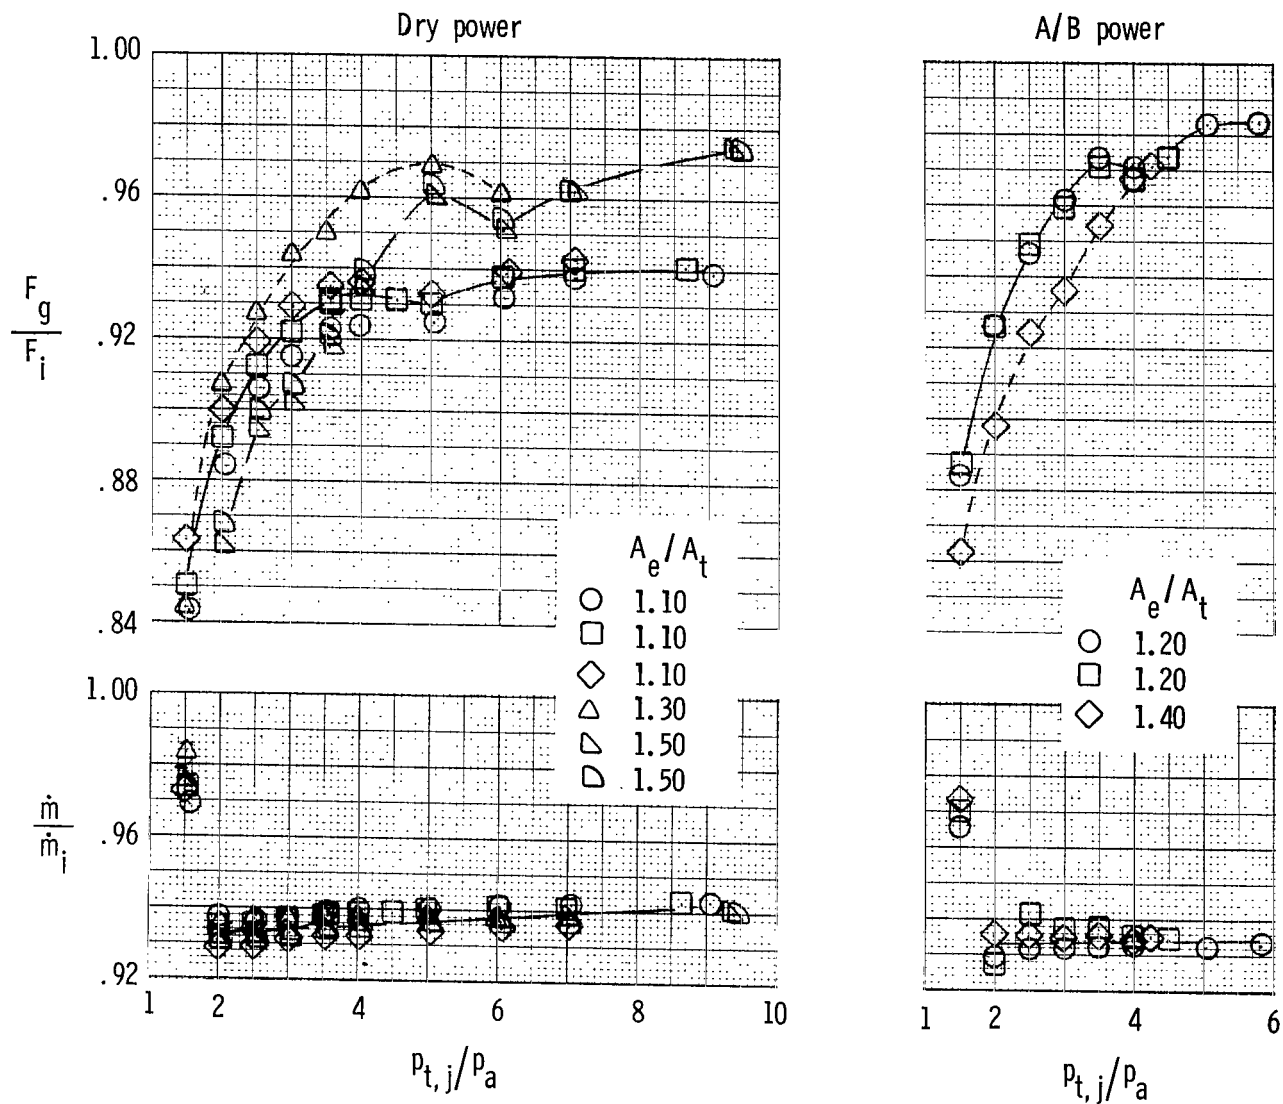 Dry power
A/B power
1.00
.96
.92
.88
.84
F_g
F_i
A_e/A_t
1.10
1.10
1.10
1.30
1.50
1.50
A_e/A_t
1.20
1.20
1.40
1.00
.96
.92
ṁ
ṁ_i
1 2 4 6 8 10
1 2 4 6
p_t,j/p_a
p_t,j/p_a